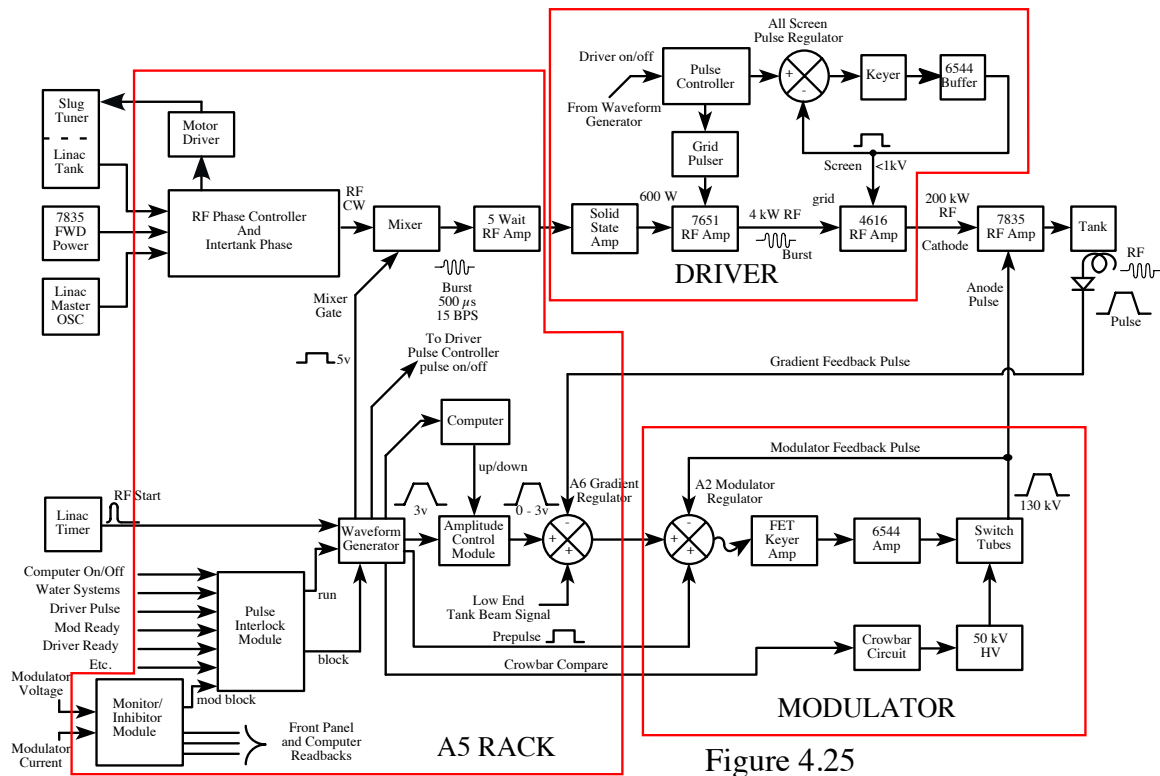 All Screen
Pulse Regulator
Driver on/off
Pulse
Controller
+
-
Keyer
6544
Buffer
From Waveform
Generator
Slug
Tuner
Linac
Tank
Motor
Driver
Grid
Pulser
Screen
<1kV
7835
FWD
Power
RF Phase Controller
And
Intertank Phase
RF
CW
Mixer
5 Wait
RF Amp
Solid
State
Amp
600 W
7651
RF Amp
4 kW RF
Burst
grid
4616
RF Amp
200 kW
RF
Cathode
7835
RF Amp
Tank
RF
DRIVER
Linac
Master
OSC
Burst
500 µs
15 BPS
Mixer
Gate
Anode
Pulse
Pulse
5v
To Driver
Pulse Controller
pulse on/off
Gradient Feedback Pulse
Computer
up/down
Modulator Feedback Pulse
A6 Gradient
Regulator
A2 Modulator
Regulator
130 kV
Linac
Timer
RF Start
3v
0 - 3v
Waveform
Generator
Amplitude
Control
Module
-
+
+
-
+
+
FET
Keyer
Amp
6544
Amp
Switch
Tubes
Computer On/Off
Water Systems
Driver Pulse
Mod Ready
Driver Ready
Etc.
Pulse
Interlock
Module
run
block
Low End
Tank Beam Signal
Prepulse
Crowbar Compare
Crowbar
Circuit
50 kV
HV
Modulator
Voltage
mod block
Monitor/
Inhibitor
Module
Modulator
Current
Front Panel
and Computer
Readbacks
A5 RACK
MODULATOR
Figure 4.25